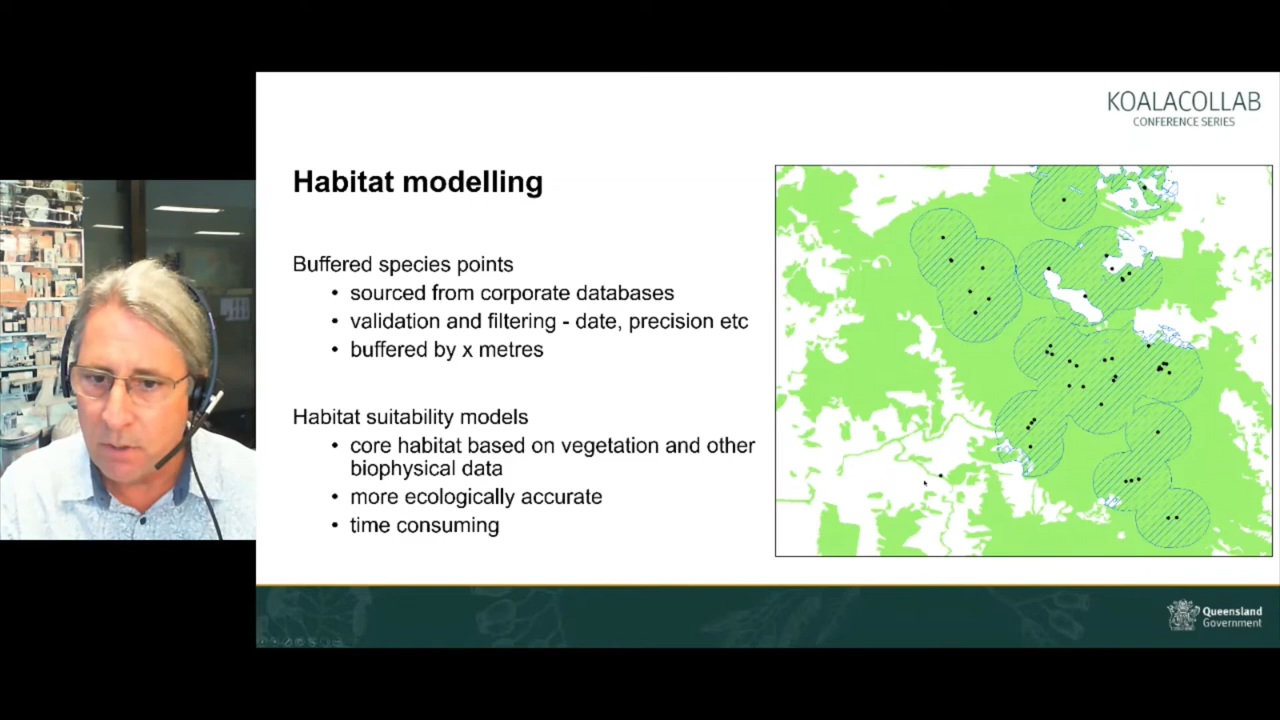 KOALACOLLAB
CONFERENCE SERIES
Habitat modelling
Buffered species points
• sourced from corporate databases
• validation and filtering - date, precision etc
• buffered by x metres
Habitat suitability models
• core habitat based on vegetation and other
biophysical data
• more ecologically accurate
• time consuming
Queensland
Government